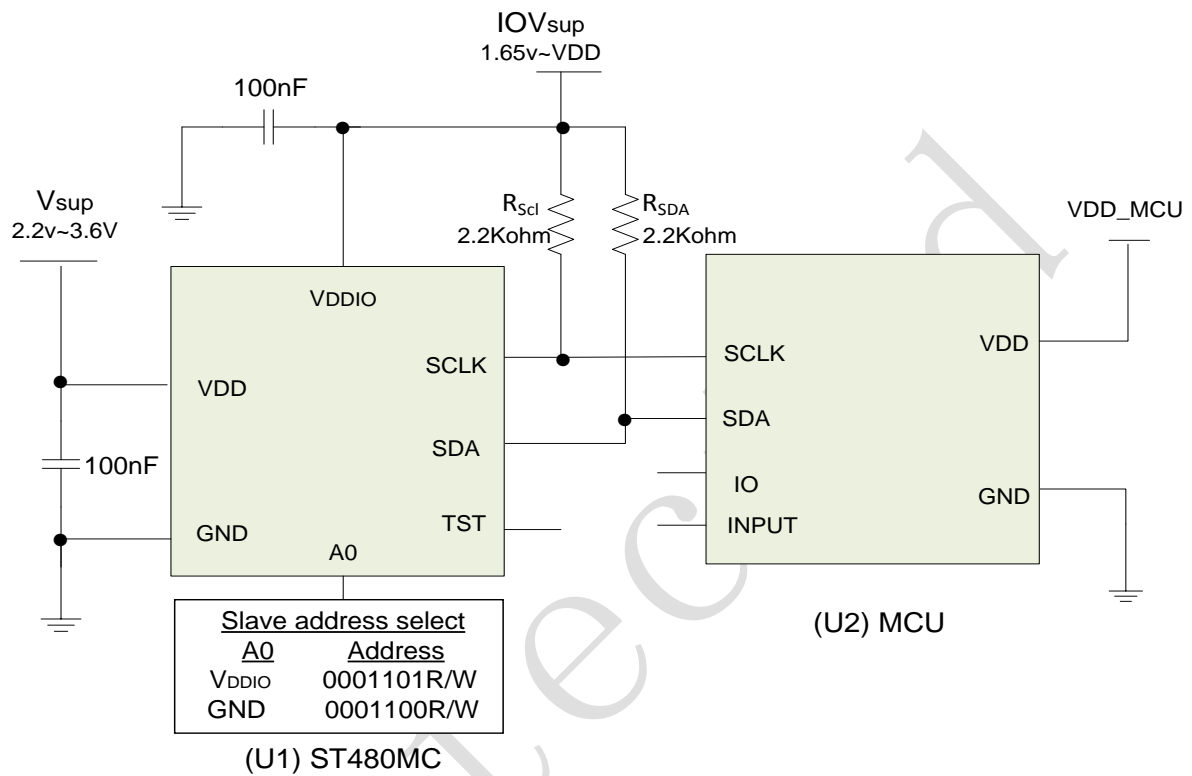 IOVsup
1.65v~VDD
100nF
Vsup
2.2v~3.6V
RScl
2.2Kohm
RSDA
2.2Kohm
VDD_MCU
VDDIO
SCLK
VDD
SDA
100nF
TST
GND
A0
SCLK
VDD
SDA
IO
GND
INPUT
Slave address select
A0 Address
VDDIO 0001101R/W
GND 0001100R/W
(U1) ST480MC
(U2) MCU